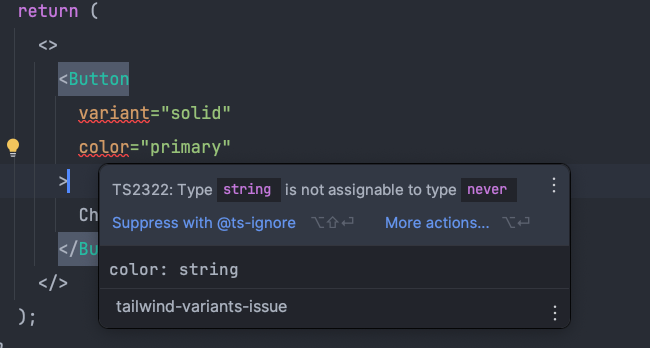 return (
<>
<Button
variant="solid"
color="primary"
>
TS2322: Type string is not assignable to type never
Ch
Suppress with @ts-ignore ⌥⇧⏎ More actions... ⌥⏎
</Bu
color: string
</>
tailwind-variants-issue
);